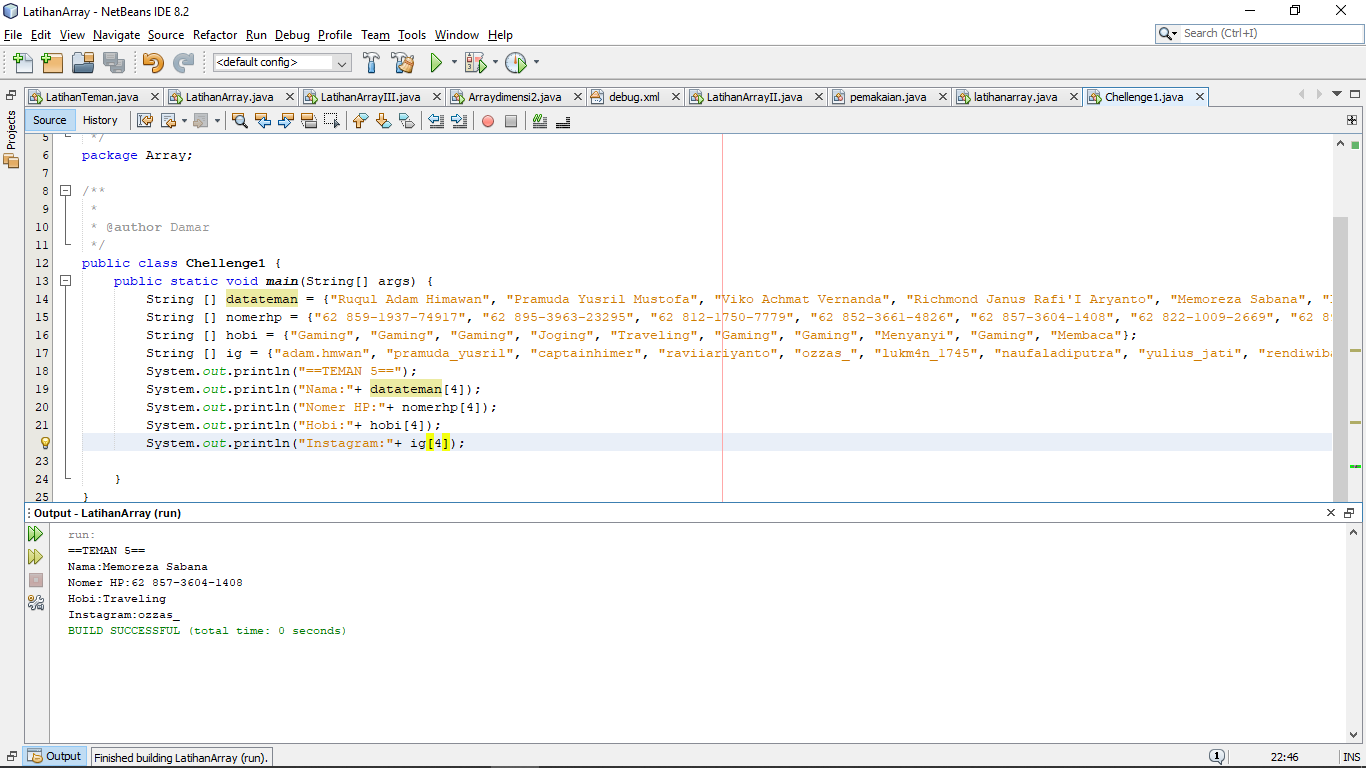 LatihanArray - NetBeans IDE 8.2
File Edit View Navigate Source Refactor Run Debug Profile Team Tools Window Help
Search (Ctrl+I)
<default config>
LatihanTeman.java LatihanArray.java LatihanArrayIII.java Arraydimensi2.java debug.xml LatihanArrayII.java pemakaian.java latihanarray.java Chellenge1.java
Projects
Source History
5 */
6 package Array;
7
8 /**
9 *
10 * @author Damar
11 */
12 public class Chellenge1 {
13 public static void main(String[] args) {
14 String [] datateman = {"Ruqul Adam Himawan", "Pramuda Yusril Mustofa", "Viko Achmat Vernanda", "Richmond Janus Rafi'I Aryanto", "Memoreza Sabana", "
15 String [] nomerhp = {"62 859-1937-74917", "62 895-3963-23295", "62 812-1750-7779", "62 852-3661-4826", "62 857-3604-1408", "62 822-1009-2669", "62 8
16 String [] hobi = {"Gaming", "Gaming", "Gaming", "Joging", "Traveling", "Gaming", "Gaming", "Menyanyi", "Gaming", "Membaca"};
17 String [] ig = {"adam.hmwan", "pramuda_yusril", "captainhimer", "raviiariyanto", "ozzas_", "lukm4n_1745", "naufaladiputra", "yulius_jati", "rendiwiba
18 System.out.println("==TEMAN 5==");
19 System.out.println("Nama:"+ datateman[4]);
20 System.out.println("Nomer HP:"+ nomerhp[4]);
21 System.out.println("Hobi:"+ hobi[4]);
System.out.println("Instagram:"+ ig[4]);
23
24 }
25 }
Output - LatihanArray (run)
run:
==TEMAN 5==
Nama:Memoreza Sabana
Nomer HP:62 857-3604-1408
Hobi:Traveling
Instagram:ozzas_
BUILD SUCCESSFUL (total time: 0 seconds)
Output Finished building LatihanArray (run). 1 22:46 INS